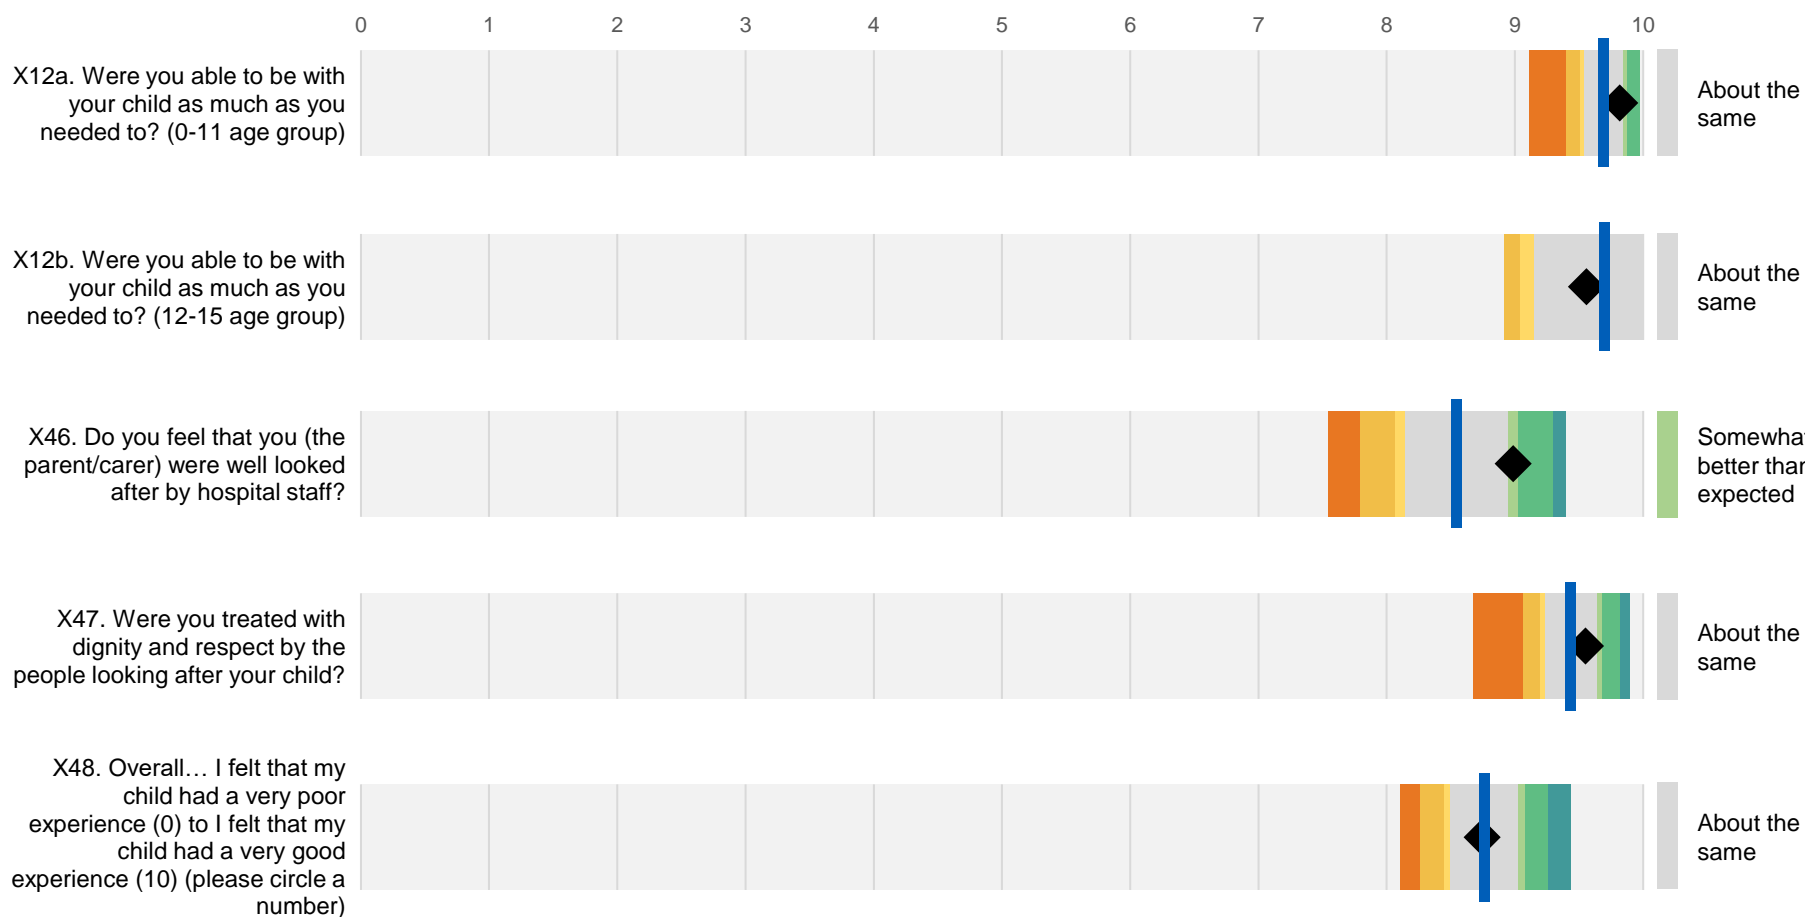 0 1 2 3 4 5 6 7 8 9 10
X12a. Were you able to be with
your child as much as you
needed to? (0-11 age group)
About the
same
X12b. Were you able to be with
your child as much as you
needed to? (12-15 age group)
About the
same
X46. Do you feel that you (the
parent/carer) were well looked
after by hospital staff?
Somewhat
better than
expected
X47. Were you treated with
dignity and respect by the
people looking after your child?
About the
same
X48. Overall… I felt that my
child had a very poor
experience (0) to I felt that my
child had a very good
experience (10) (please circle a
number)
About the
same